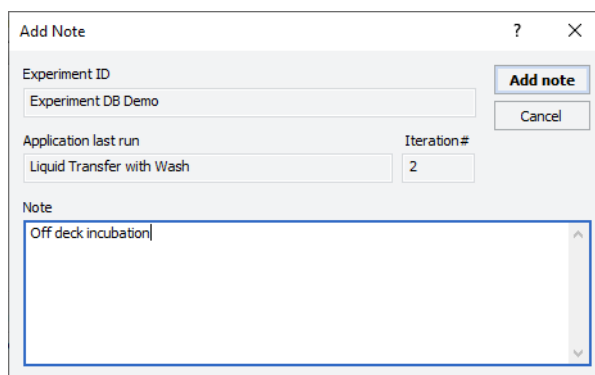 Add Note
?
Experiment ID
Add note
Experiment DB Demo
Cancel
Application last run
Iteration#
Liquid Transfer with Wash
2
Note
Off deck incubation